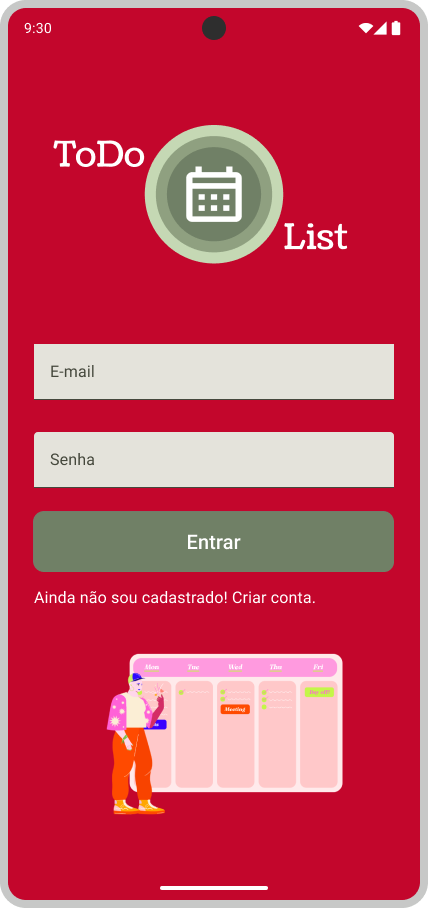 9:30
ToDo
List
E-mail
Senha
Entrar
Ainda não sou cadastrado! Criar conta.
Mon Tue Wed Thu Fri
Day off!
Meeting